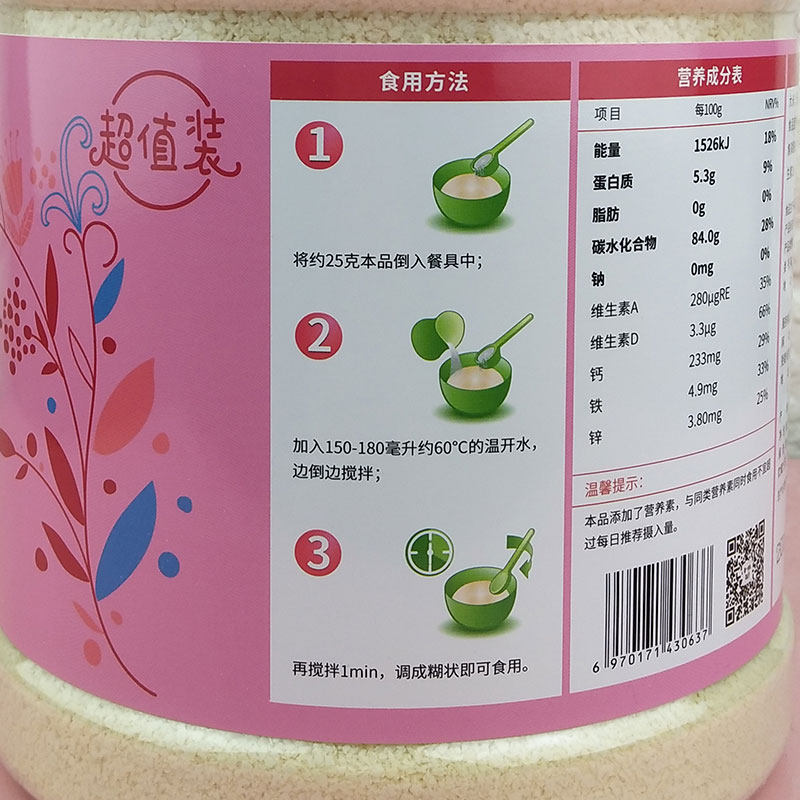 超值装
食用方法
1
将约25克本品倒入餐具中；
2
加入150-180毫升约60℃的温开水，
边倒边搅拌；
3
再搅拌1min，调成糊状即可食用。
营养成分表
项目 每100g NRV%
能量 1526kJ 18%
蛋白质 5.3g 9%
脂肪 0g 0%
碳水化合物 84.0g 28%
钠 0mg 0%
维生素A 280μgRE 35%
维生素D 3.3μg 66%
钙 233mg 29%
铁 4.9mg 33%
锌 3.80mg 25%
温馨提示：
本品添加了营养素，与同类营养素同时食用不宜超
过每日推荐摄入量。
6 970171 430637